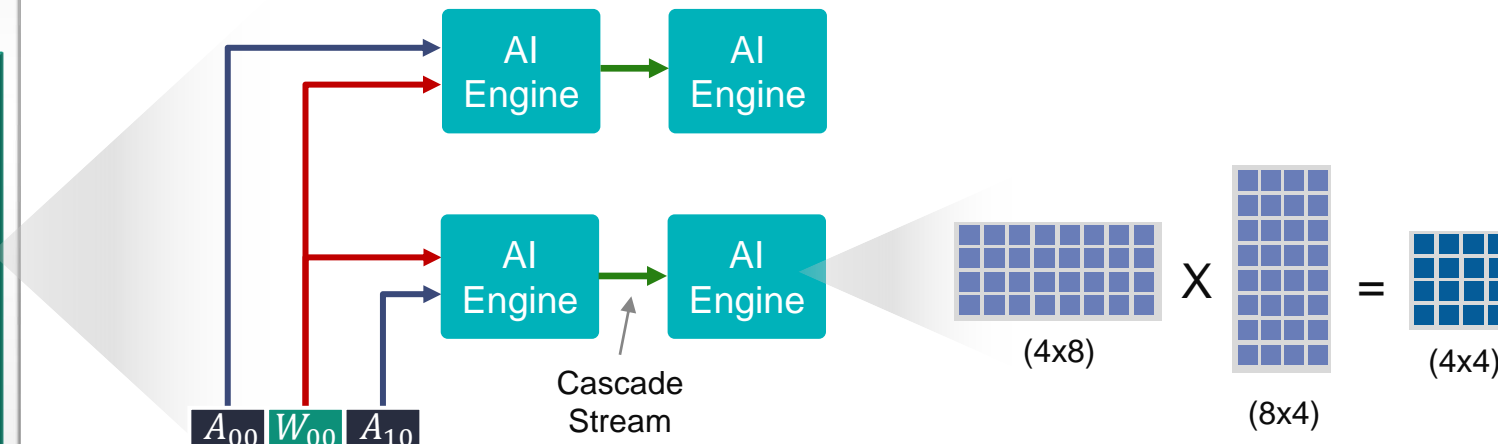 AI
Engine
AI
Engine
AI
Engine
AI
Engine
Cascade
Stream
A₀₀ W₀₀ A₁₀
X
=
(4x8)
(8x4)
(4x4)